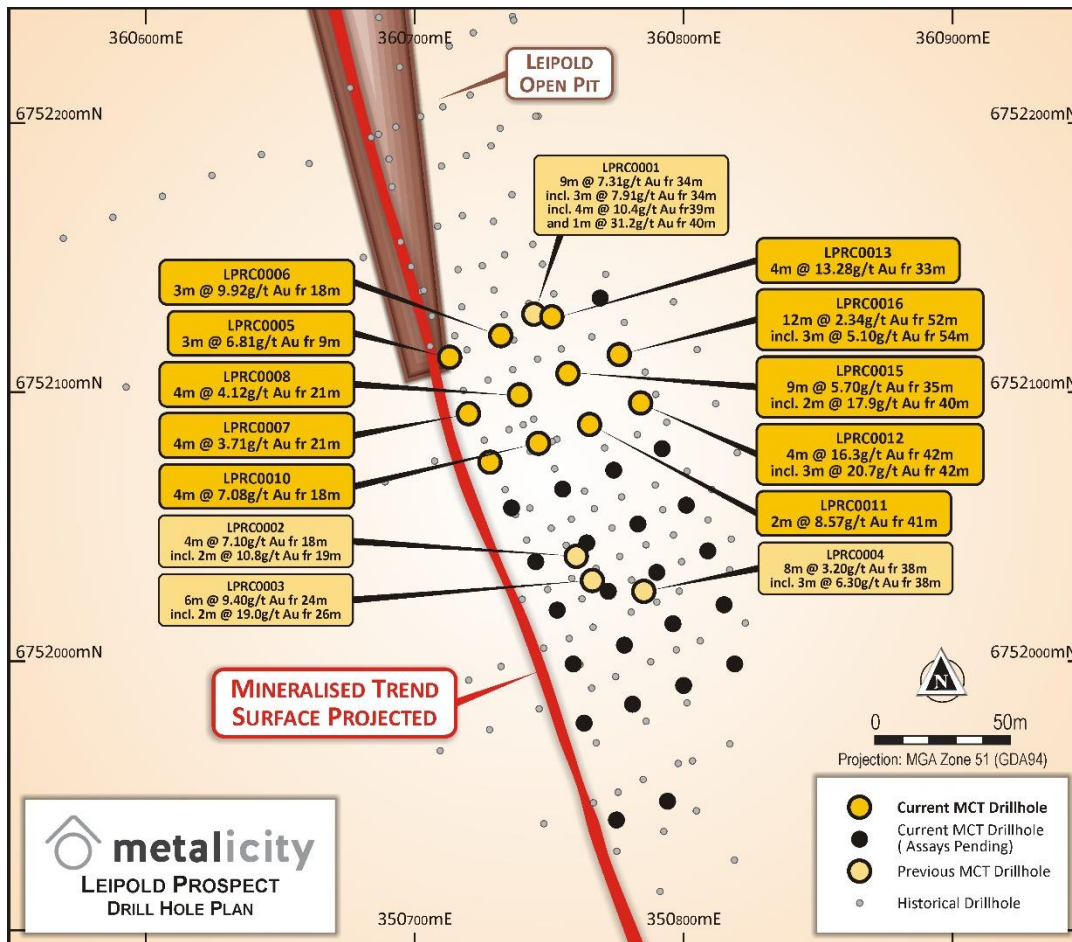 360600mE
360700mE
360800mE
360900mE
LEIPOLD
OPEN PIT
6752200mN
6752200mN
LPRC0001
9m @ 7.31g/t Au fr 34m
incl. 3m @ 7.91g/t Au fr 34m
incl. 4m @ 10.4g/t Au fr39m
and 1m @ 31.2g/t Au fr 40m
LPRC0006
3m @ 9.92g/t Au fr 18m
LPRC0005
3m @ 6.81g/t Au fr 9m
LPRC0008
4m @ 4.12g/t Au fr 21m
LPRC0007
4m @ 3.71g/t Au fr 21m
LPRC0010
4m @ 7.08g/t Au fr 18m
LPRC0002
4m @ 7.10g/t Au fr 18m
incl. 2m @ 10.8g/t Au fr 19m
LPRC0003
6m @ 9.40g/t Au fr 24m
incl. 2m @ 19.0g/t Au fr 26m
LPRC0013
4m @ 13.28g/t Au fr 33m
LPRC0016
12m @ 2.34g/t Au fr 52m
incl. 3m @ 5.10g/t Au fr 54m
LPRC0015
9m @ 5.70g/t Au fr 35m
incl. 2m @ 17.9g/t Au fr 40m
LPRC0012
4m @ 16.3g/t Au fr 42m
incl. 3m @ 20.7g/t Au fr 42m
LPRC0011
2m @ 8.57g/t Au fr 41m
LPRC0004
8m @ 3.20g/t Au fr 38m
incl. 3m @ 6.30g/t Au fr 38m
6752100mN
6752100mN
6752000mN
6752000mN
MINERALISED TREND
SURFACE PROJECTED
N
0 50m
Projection: MGA Zone 51 (GDA94)
Current MCT Drillhole
Current MCT Drillhole
( Assays Pending)
Previous MCT Drillhole
Historical Drillhole
metalicity
LEIPOLD PROSPECT
DRILL HOLE PLAN
350700mE
350800mE